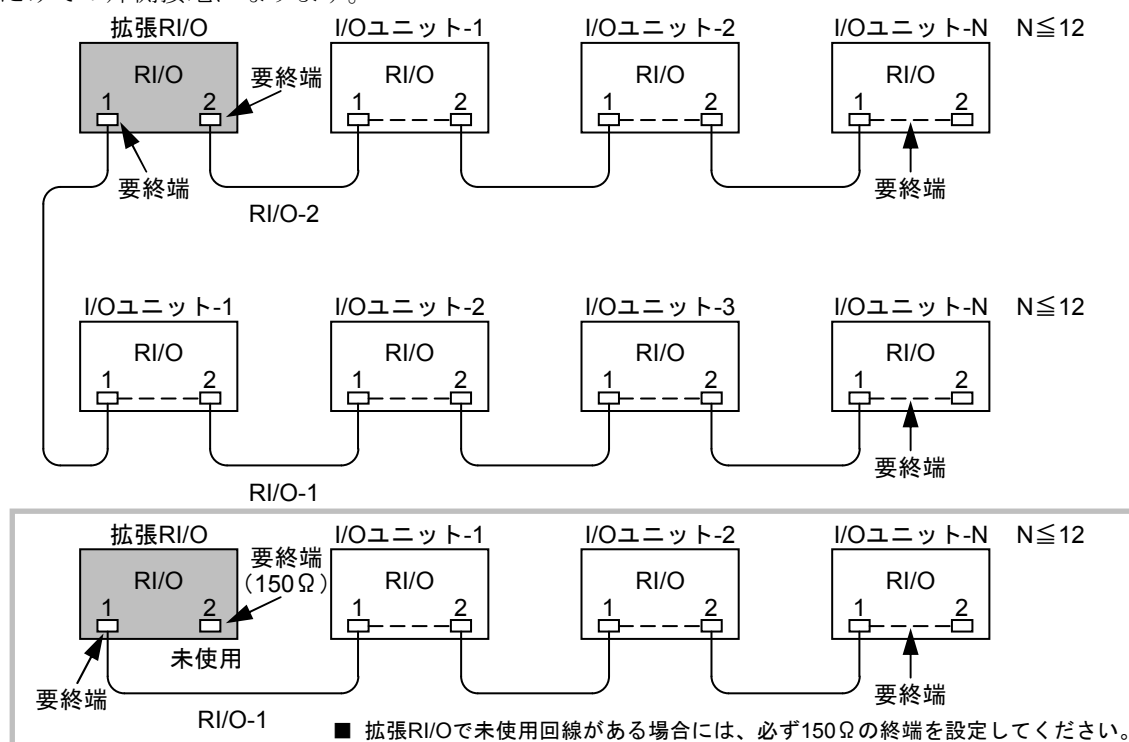 拡張RI/O I/Oユニット-1 I/Oユニット-2 I/Oユニット-N N≦12
RI/O 要終端 RI/O RI/O RI/O
1 2 1 2 1 2 1 2
要終端 要終端
RI/O-2
I/Oユニット-1 I/Oユニット-2 I/Oユニット-3 I/Oユニット-N N≦12
RI/O RI/O RI/O RI/O
1 2 1 2 1 2 1 2
要終端
RI/O-1
拡張RI/O I/Oユニット-1 I/Oユニット-2 I/Oユニット-N N≦12
要終端
(150Ω)
RI/O RI/O RI/O RI/O
1 2 1 2 1 2 1 2
未使用
要終端 要終端
RI/O-1
■ 拡張RI/Oで未使用回線がある場合には、必ず150Ωの終端を設定してください。